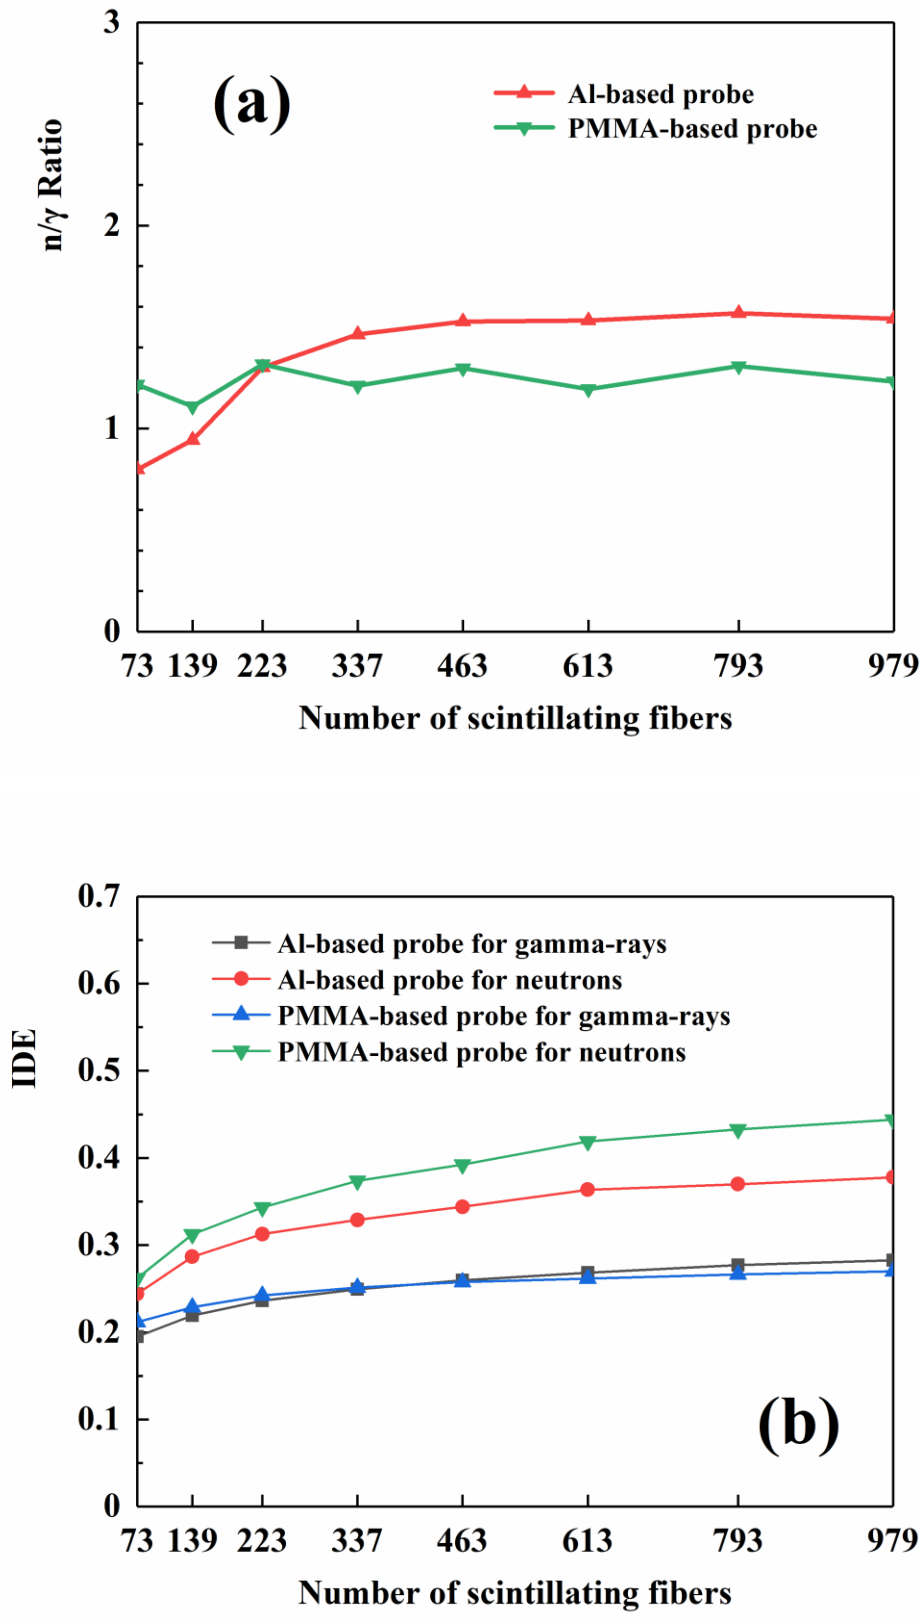 3
(a)
Al-based probe
PMMA-based probe
n/γ Ratio
2
1
0
73 139 223 337 463 613 793 979
Number of scintillating fibers
0.7
Al-based probe for gamma-rays
0.6
Al-based probe for neutrons
PMMA-based probe for gamma-rays
PMMA-based probe for neutrons
IDE
0.5
0.4
0.3
0.2
0.1
(b)
0
73 139 223 337 463 613 793 979
Number of scintillating fibers